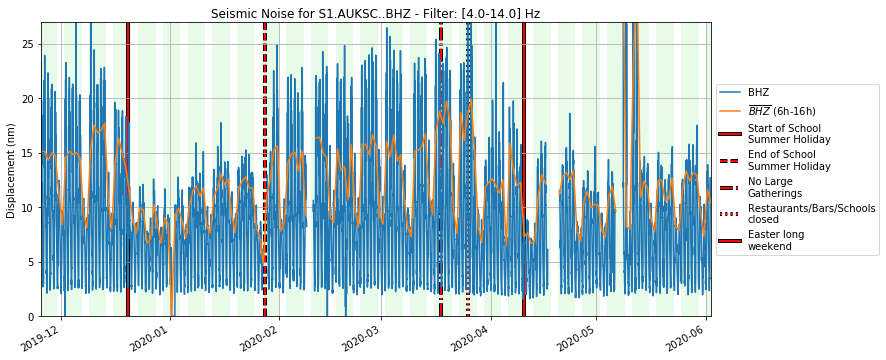 Seismic Noise for S1.AUKSC..BHZ - Filter: [4.0-14.0] Hz
Displacement (nm)
25
20
15
10
5
0
2019-12
2020-01
2020-02
2020-03
2020-04
2020-05
2020-06
BHZ
BHZ (6h-16h)
Start of School
Summer Holiday
End of School
Summer Holiday
No Large
Gatherings
Restaurants/Bars/Schools
closed
Easter long
weekend